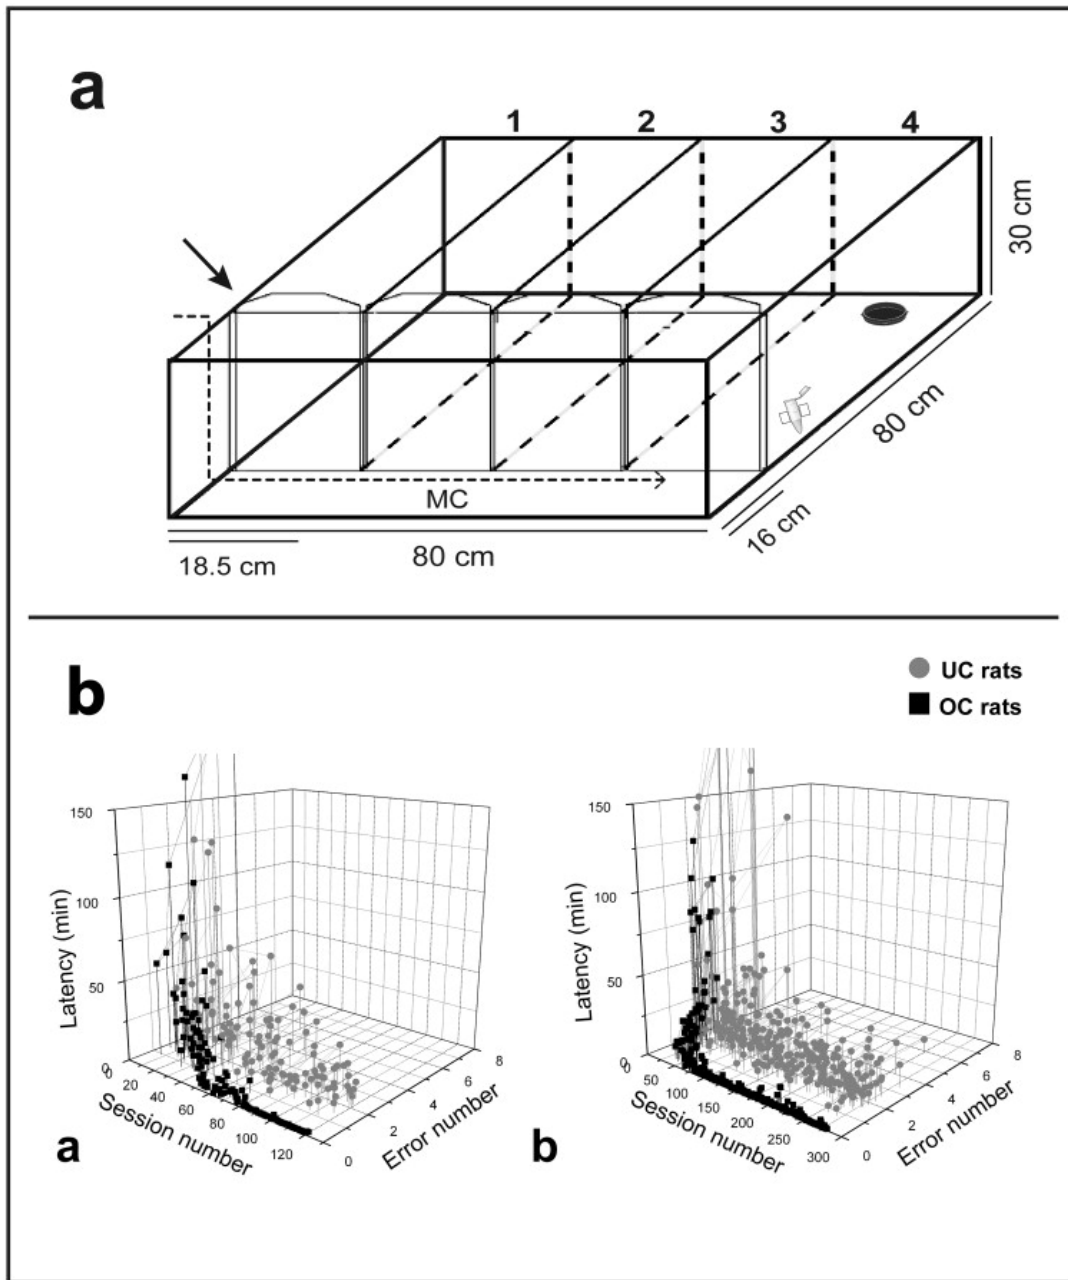 a
1 2 3 4
30 cm
80 cm
16 cm
MC
80 cm
18.5 cm
b
UC rats
OC rats
150
100
50
0
Latency (min)
0
20
40
60
80
100
120
Session number
0
2
4
6
8
Error number
a
150
100
50
0
Latency (min)
0
50
100
150
200
250
300
Session number
0
2
4
6
8
Error number
b